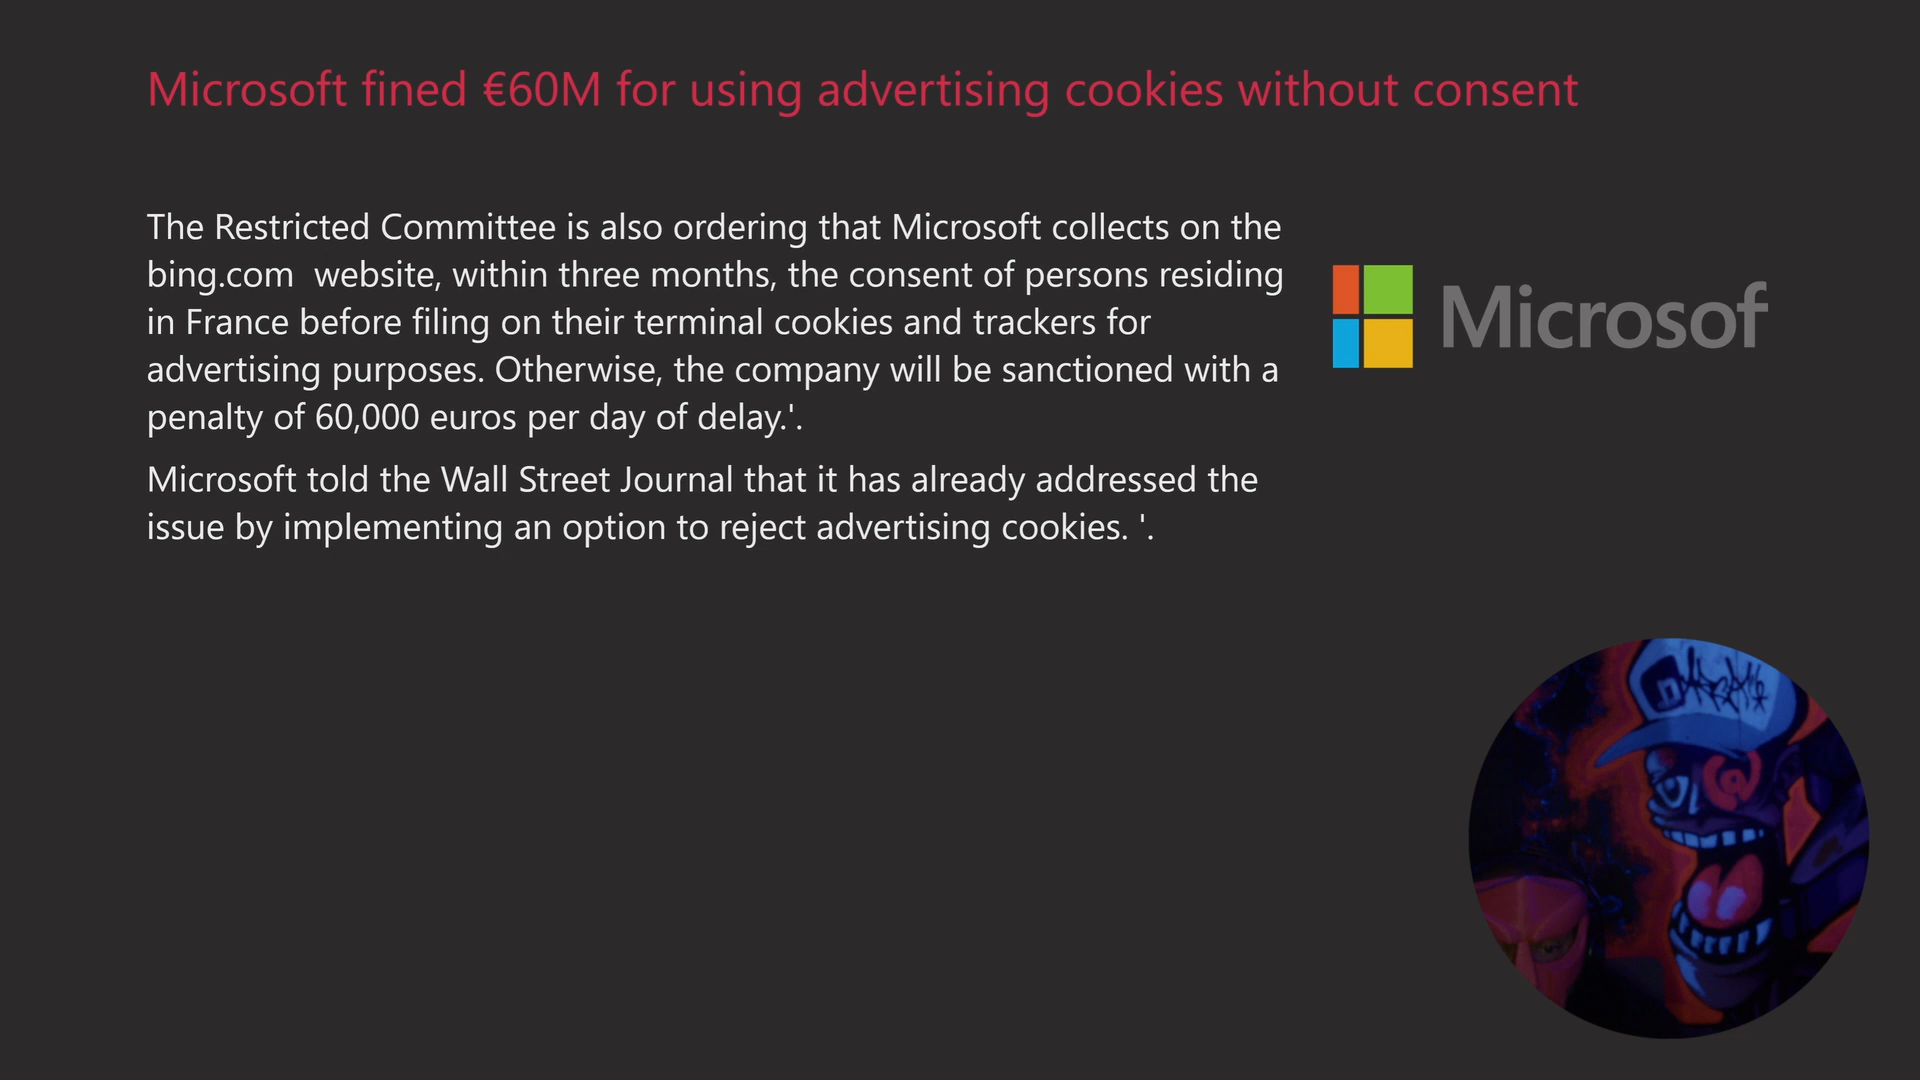 Microsoft fined €60M for using advertising cookies without consent
The Restricted Committee is also ordering that Microsoft collects on the
bing.com  website, within three months, the consent of persons residing
in France before filing on their terminal cookies and trackers for
advertising purposes. Otherwise, the company will be sanctioned with a
penalty of 60,000 euros per day of delay.'.
Microsoft told the Wall Street Journal that it has already addressed the
issue by implementing an option to reject advertising cookies. '.
Microsof